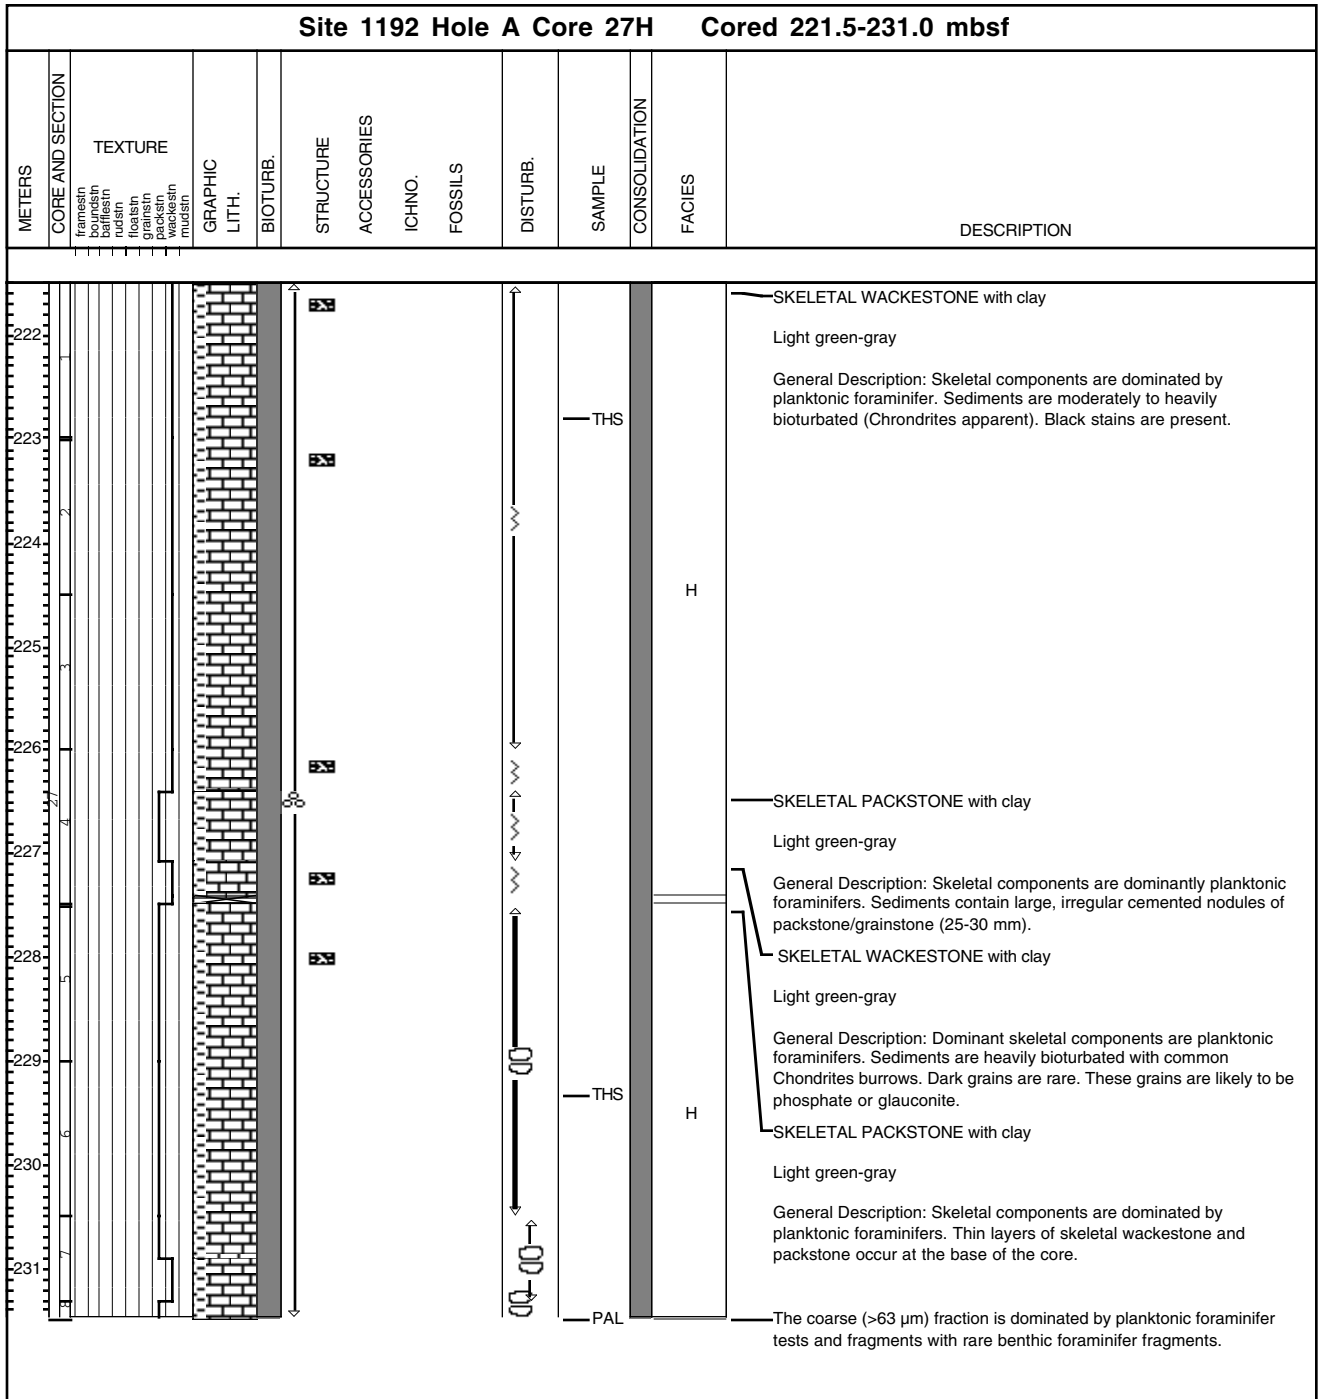 Site 1192 Hole A Core 27H Cored 221.5-231.0 mbsf
METERS
CORE AND SECTION
TEXTURE
framestn
boundstn
bafflestn
rudstn
floatstn
grainstn
packstn
wackestn
mudstn
GRAPHIC
LITH.
BIOTURB.
STRUCTURE
ACCESSORIES
ICHNO.
FOSSILS
DISTURB.
SAMPLE
CONSOLIDATION
FACIES
DESCRIPTION
222
223
224
225
226
227
228
229
230
231
27
1
2
3
4
5
6
7
8
THS
THS
PAL
H
H
SKELETAL WACKESTONE with clay
Light green-gray
General Description: Skeletal components are dominated by
planktonic foraminifer. Sediments are moderately to heavily
bioturbated (Chrondrites apparent). Black stains are present.
SKELETAL PACKSTONE with clay
Light green-gray
General Description: Skeletal components are dominantly planktonic
foraminifers. Sediments contain large, irregular cemented nodules of
packstone/grainstone (25-30 mm).
SKELETAL WACKESTONE with clay
Light green-gray
General Description: Dominant skeletal components are planktonic
foraminifers. Sediments are heavily bioturbated with common
Chondrites burrows. Dark grains are rare. These grains are likely to be
phosphate or glauconite.
SKELETAL PACKSTONE with clay
Light green-gray
General Description: Skeletal components are dominated by
planktonic foraminifers. Thin layers of skeletal wackestone and
packstone occur at the base of the core.
The coarse (>63 µm) fraction is dominated by planktonic foraminifer
tests and fragments with rare benthic foraminifer fragments.